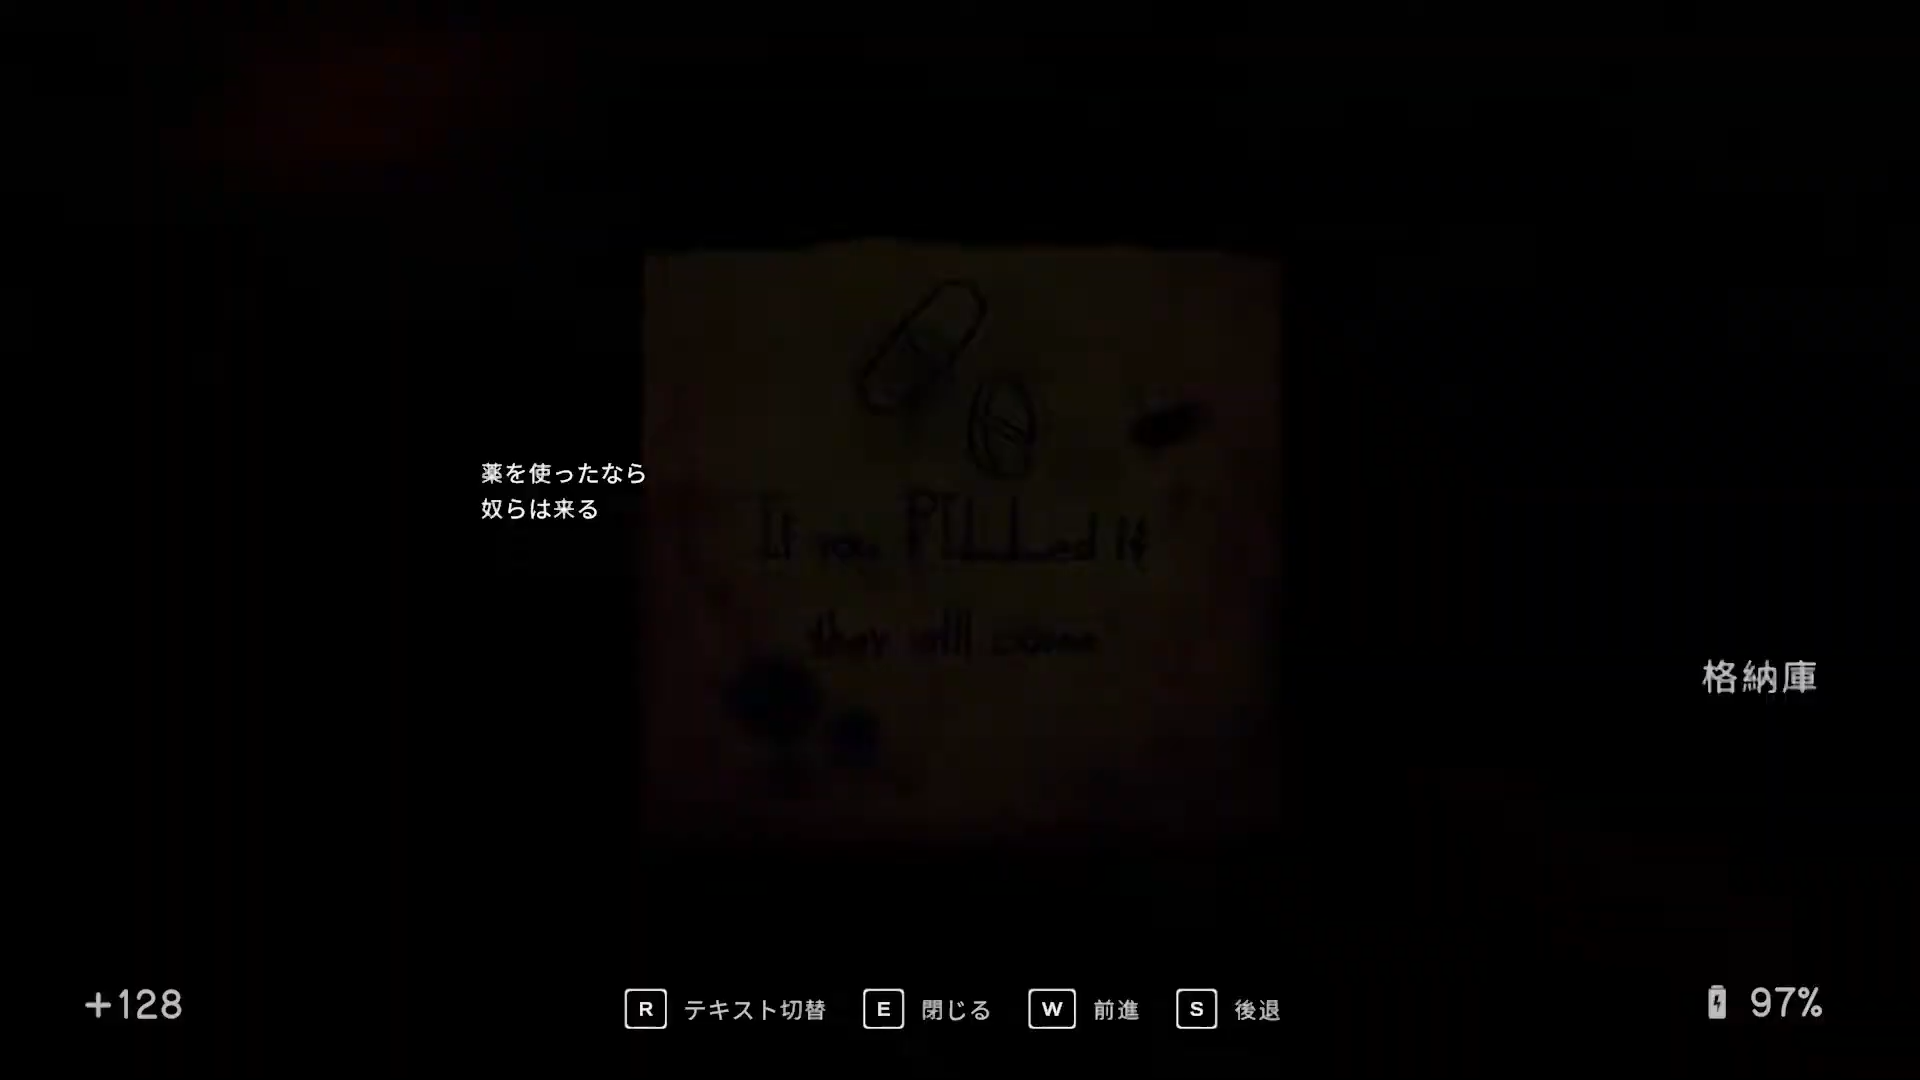 薬を使ったなら
奴らは来る
If you PILLed it
they will come
格納庫
+128
R テキスト切替 E 閉じる W 前進 S 後退
97%